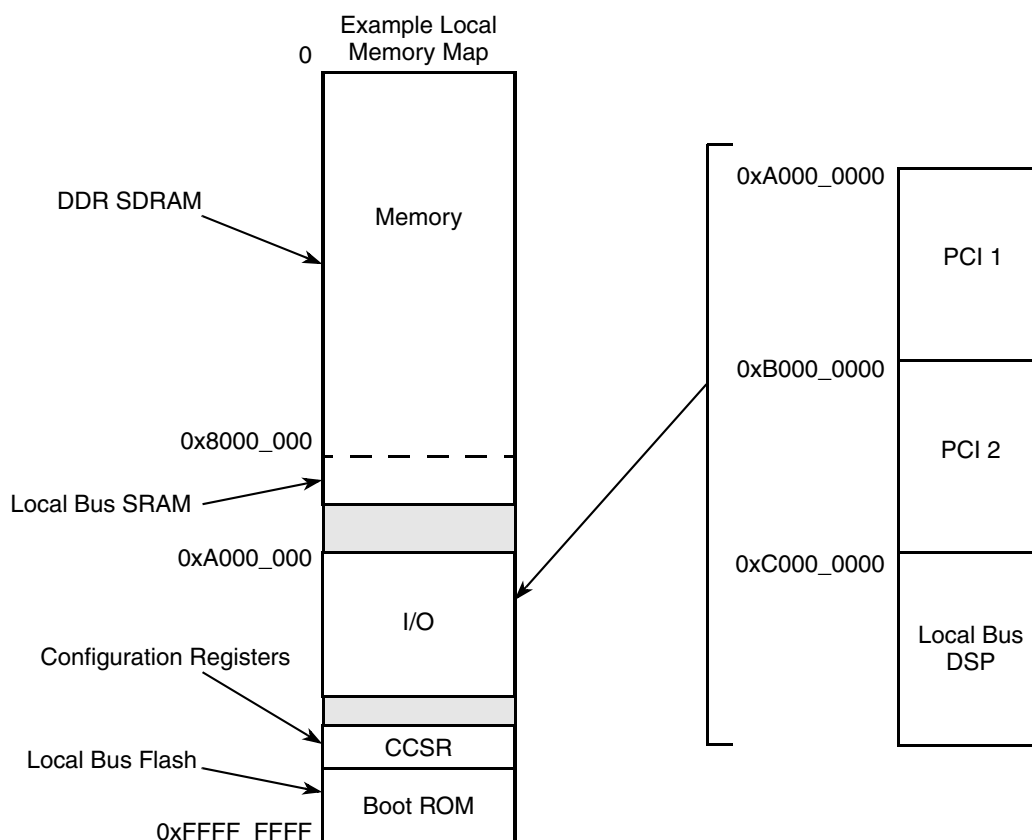 Example Local
Memory Map
0
DDR SDRAM
Memory
0x8000_000
Local Bus SRAM
0xA000_000
I/O
Configuration Registers
CCSR
Local Bus Flash
Boot ROM
0xFFFF_FFFF
0xA000_0000
PCI 1
0xB000_0000
PCI 2
0xC000_0000
Local Bus
DSP